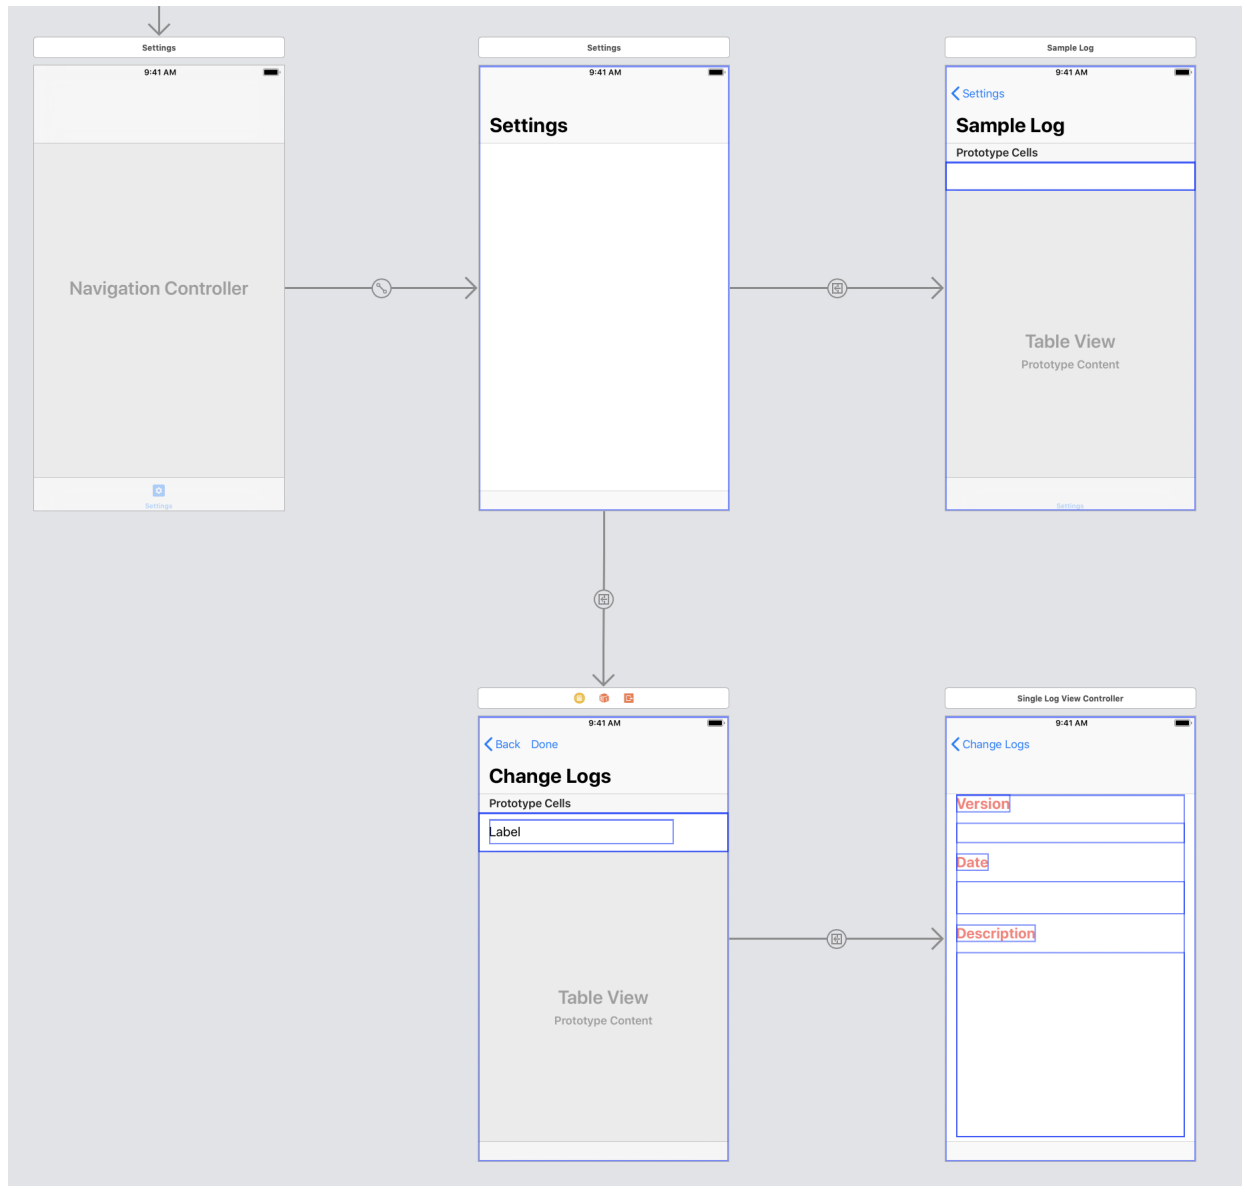 Settings
9:41 AM
Navigation Controller
Settings
Settings
9:41 AM
Settings
Sample Log
9:41 AM
Settings
Sample Log
Prototype Cells
Table View
Prototype Content
Settings
9:41 AM
Back Done
Change Logs
Prototype Cells
Label
Table View
Prototype Content
Single Log View Controller
9:41 AM
Change Logs
Version
Date
Description